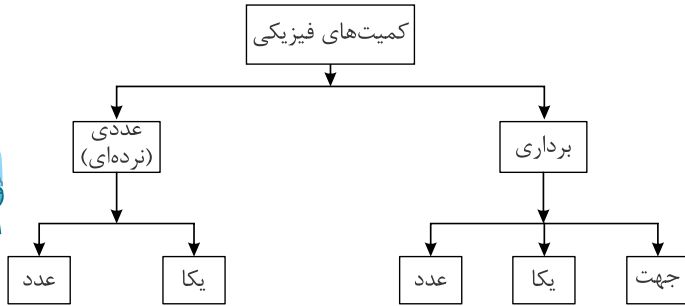 کمیت‌های فیزیکی
برداری
عددی
(نرده‌ای)
جهت
یکا
عدد
یکا
عدد